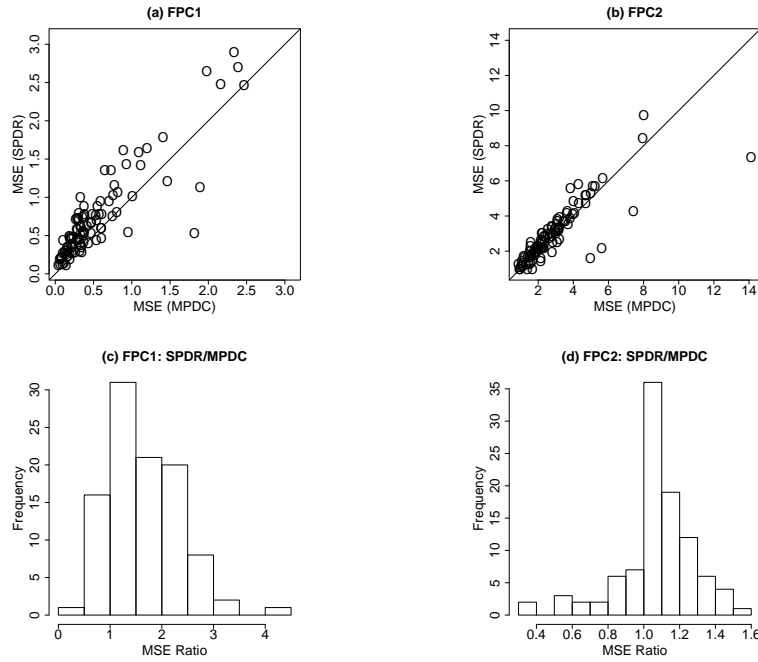 (a) FPC1
MSE (SPDR)
0.0 0.5 1.0 1.5 2.0 2.5 3.0
0.0 0.5 1.0 1.5 2.0 2.5 3.0
MSE (MPDC)
(b) FPC2
MSE (SPDR)
2 4 6 8 10 12 14
2 4 6 8 10 12 14
MSE (MPDC)
(c) FPC1: SPDR/MPDC
Frequency
0 5 10 15 20 25 30
0 1 2 3 4
MSE Ratio
(d) FPC2: SPDR/MPDC
Frequency
0 5 10 15 20 25 30 35
0.4 0.6 0.8 1.0 1.2 1.4 1.6
MSE Ratio